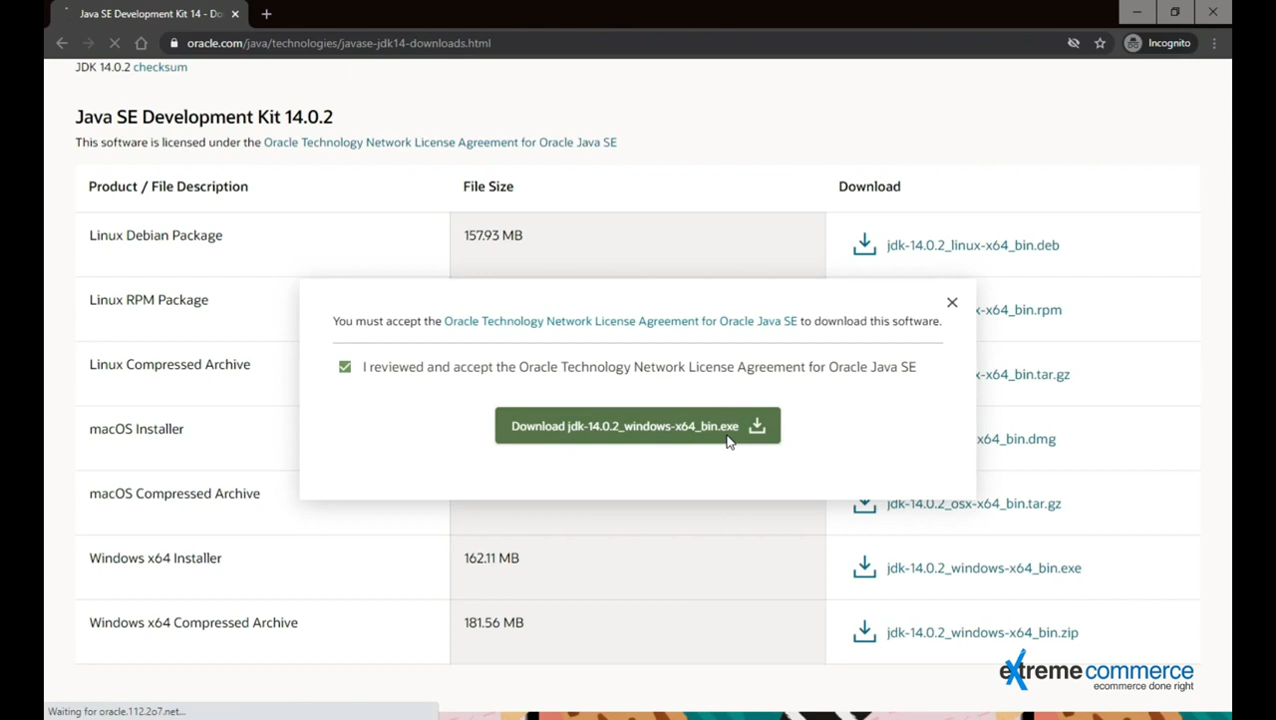 Java SE Development Kit 14 - Do
oracle.com/java/technologies/javase-jdk14-downloads.html
Incognito
JDK 14.0.2 checksum
Java SE Development Kit 14.0.2
This software is licensed under the Oracle Technology Network License Agreement for Oracle Java SE
Product / File Description File Size Download
Linux Debian Package 157.93 MB jdk-14.0.2_linux-x64_bin.deb
Linux RPM Package x-x64_bin.rpm
You must accept the Oracle Technology Network License Agreement for Oracle Java SE to download this software.
Linux Compressed Archive x-x64_bin.tar.gz
I reviewed and accept the Oracle Technology Network License Agreement for Oracle Java SE
Download jdk-14.0.2_windows-x64_bin.exe
macOS Installer x64_bin.dmg
macOS Compressed Archive jdk-14.0.2_osx-x64_bin.tar.gz
Windows x64 Installer 162.11 MB jdk-14.0.2_windows-x64_bin.exe
Windows x64 Compressed Archive 181.56 MB jdk-14.0.2_windows-x64_bin.zip
extreme commerce
ecommerce done right
Waiting for oracle.112.2o7.net...